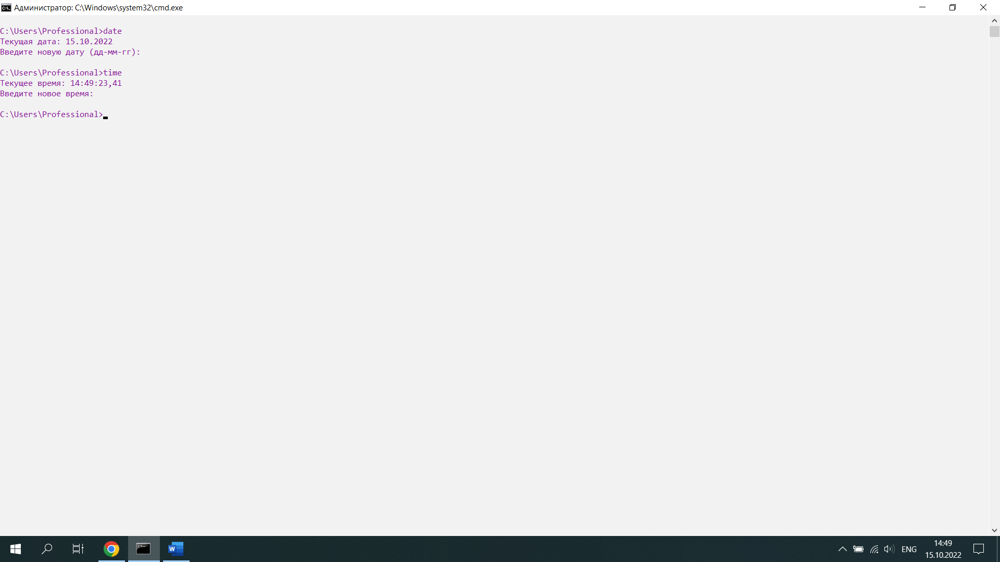 Администратор: C:\Windows\system32\cmd.exe
C:\Users\Professional>date
Текущая дата: 15.10.2022
Введите новую дату (дд-мм-гг):
C:\Users\Professional>time
Текущее время: 14:49:23,41
Введите новое время:
C:\Users\Professional>
ENG
14:49
15.10.2022